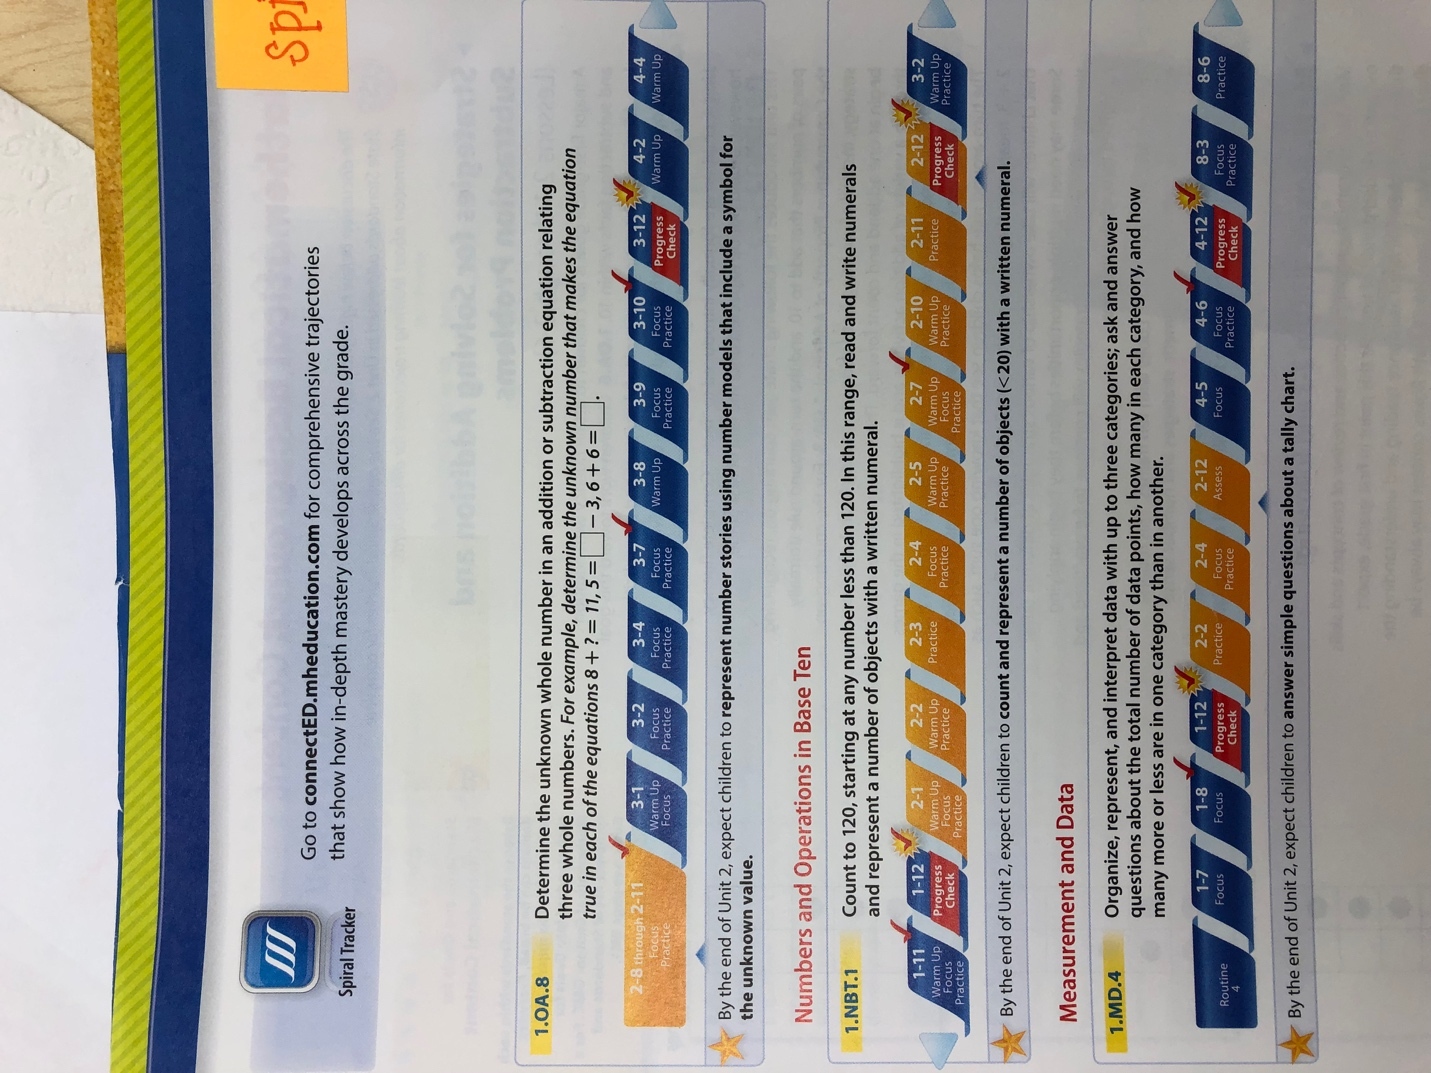 Spi
Spiral Tracker
Go to connectED.mheducation.com for comprehensive trajectories
that show how in-depth mastery develops across the grade.
1.OA.8 Determine the unknown whole number in an addition or subtraction equation relating
three whole numbers. For example, determine the unknown number that makes the equation
true in each of the equations 8 + ? = 11, 5 = □ − 3, 6 + 6 = □.
2-8 through 2-11
Focus
Practice
3-1
Warm Up
Focus
3-2
Focus
Practice
3-4
Focus
Practice
3-7
Focus
Practice
3-8
Warm Up
3-9
Focus
Practice
3-10
Focus
Practice
3-12
Progress
Check
4-2
Warm Up
4-4
Warm Up
By the end of Unit 2, expect children to represent number stories using number models that include a symbol for
the unknown value.
Numbers and Operations in Base Ten
1.NBT.1 Count to 120, starting at any number less than 120. In this range, read and write numerals
and represent a number of objects with a written numeral.
1-11
Warm Up
Focus
Practice
1-12
Progress
Check
2-1
Warm Up
Focus
Practice
2-2
Warm Up
Practice
2-3
Practice
2-4
Focus
Practice
2-5
Warm Up
Practice
2-7
Warm Up
Focus
Practice
2-10
Warm Up
Practice
2-11
Practice
2-12
Progress
Check
3-2
Warm Up
Practice
By the end of Unit 2, expect children to count and represent a number of objects (<20) with a written numeral.
Measurement and Data
1.MD.4 Organize, represent, and interpret data with up to three categories; ask and answer
questions about the total number of data points, how many in each category, and how
many more or less are in one category than in another.
Routine
4
1-7
Focus
1-8
Focus
1-12
Progress
Check
2-2
Practice
2-4
Focus
Practice
2-12
Assess
4-5
Focus
4-6
Focus
Practice
4-12
Progress
Check
8-3
Focus
Practice
8-6
Practice
By the end of Unit 2, expect children to answer simple questions about a tally chart.